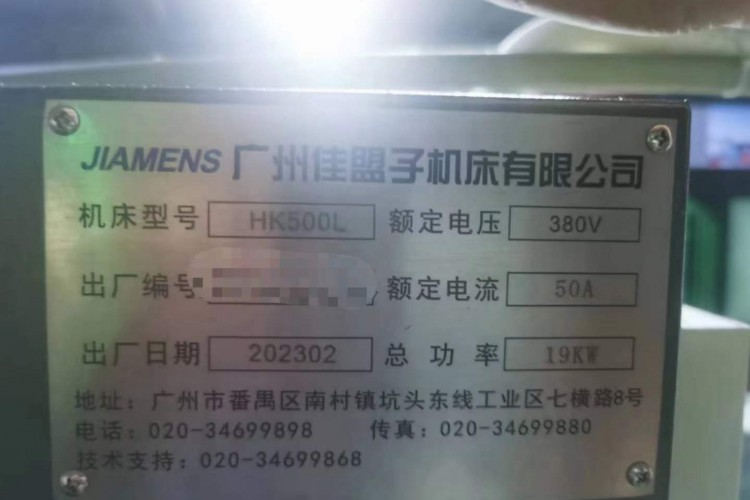 JIAMENS 广州佳盟子机床有限公司
机床型号 HK500L 额定电压 380V
出厂编号 额定电流 50A
出厂日期 202302 总功率 19KW
地址：广州市番禺区南村镇坑头东线工业区七横路8号
电话：020-34699898 传真：020-34699880
技术支持：020-34699868